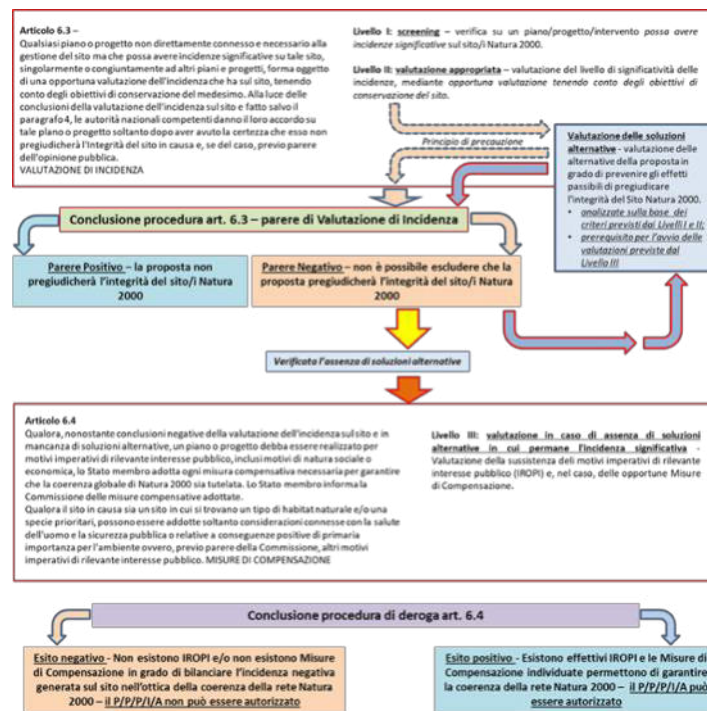 Articolo 6.3 –
Qualsiasi piano o progetto non direttamente connesso e necessario alla
gestione del sito ma che possa avere incidenze significative su tale sito,
singolarmente o congiuntamente ad altri piani e progetti, forma oggetto
di una opportuna valutazione dell'incidenza che ha sul sito, tenendo
conto degli obiettivi di conservazione del medesimo. Alla luce delle
conclusioni della valutazione dell'incidenza sul sito e fatto salvo il
paragrafo 4, le autorità nazionali competenti danno il loro accordo su
tale piano o progetto soltanto dopo aver avuto la certezza che esso non
pregiudicherà l'integrità del sito in causa e, se del caso, previo parere
dell'opinione pubblica.
VALUTAZIONE DI INCIDENZA
Livello I: screening – verifica su un piano/progetto/intervento possa avere
incidenze significative sul sito/i Natura 2000.
Livello II: valutazione appropriata – valutazione del livello di significatività delle
incidenze, mediante opportuna valutazione tenendo conto degli obiettivi di
conservazione del sito.
Principio di precauzione
Valutazione delle soluzioni
alternative - valutazione delle
alternative della proposta in
grado di prevenire gli effetti
passibili di pregiudicare
l'integrità del Sito Natura 2000.
• analizzate sulla base dei
criteri previsti dai Livelli I e II;
• prerequisito per l'avvio delle
valutazioni previste dal
Livello III
Conclusione procedura art. 6.3 – parere di Valutazione di Incidenza
Parere Positivo – la proposta non
pregiudicherà l'integrità del sito/i Natura
2000
Parere Negativo – non è possibile escludere che la
proposta pregiudicherà l'integrità del sito/i Natura
2000
Verificata l'assenza di soluzioni alternative
Articolo 6.4
Qualora, nonostante conclusioni negative della valutazione dell'incidenza sul sito e in
mancanza di soluzioni alternative, un piano o progetto debba essere realizzato per
motivi imperativi di rilevante interesse pubblico, inclusi motivi di natura sociale o
economica, lo Stato membro adotta ogni misura compensativa necessaria per garantire
che la coerenza globale di Natura 2000 sia tutelata. Lo Stato membro informa la
Commissione delle misure compensative adottate.
Qualora il sito in causa sia un sito in cui si trovano un tipo di habitat naturale e/o una
specie prioritari, possono essere addotte soltanto considerazioni connesse con la salute
dell'uomo e la sicurezza pubblica o relative a conseguenze positive di primaria
importanza per l'ambiente ovvero, previo parere della Commissione, altri motivi
imperativi di rilevante interesse pubblico. MISURE DI COMPENSAZIONE
Livello III: valutazione in caso di assenza di soluzioni
alternative in cui permane l'incidenza significativa -
Valutazione della sussistenza deli motivi imperativi di rilevante
interesse pubblico (IROPI) e, nel caso, delle opportune Misure
di Compensazione.
Conclusione procedura di deroga art. 6.4
Esito negativo - Non esistono IROPI e/o non esistono Misure
di Compensazione in grado di bilanciare l'incidenza negativa
generata sul sito nell'ottica della coerenza della rete Natura
2000 – il P/P/P/I/A non può essere autorizzato
Esito positivo - Esistono effettivi IROPI e le Misure di
Compensazione individuate permettono di garantire
la coerenza della rete Natura 2000 – il P/P/P/I/A può
essere autorizzato